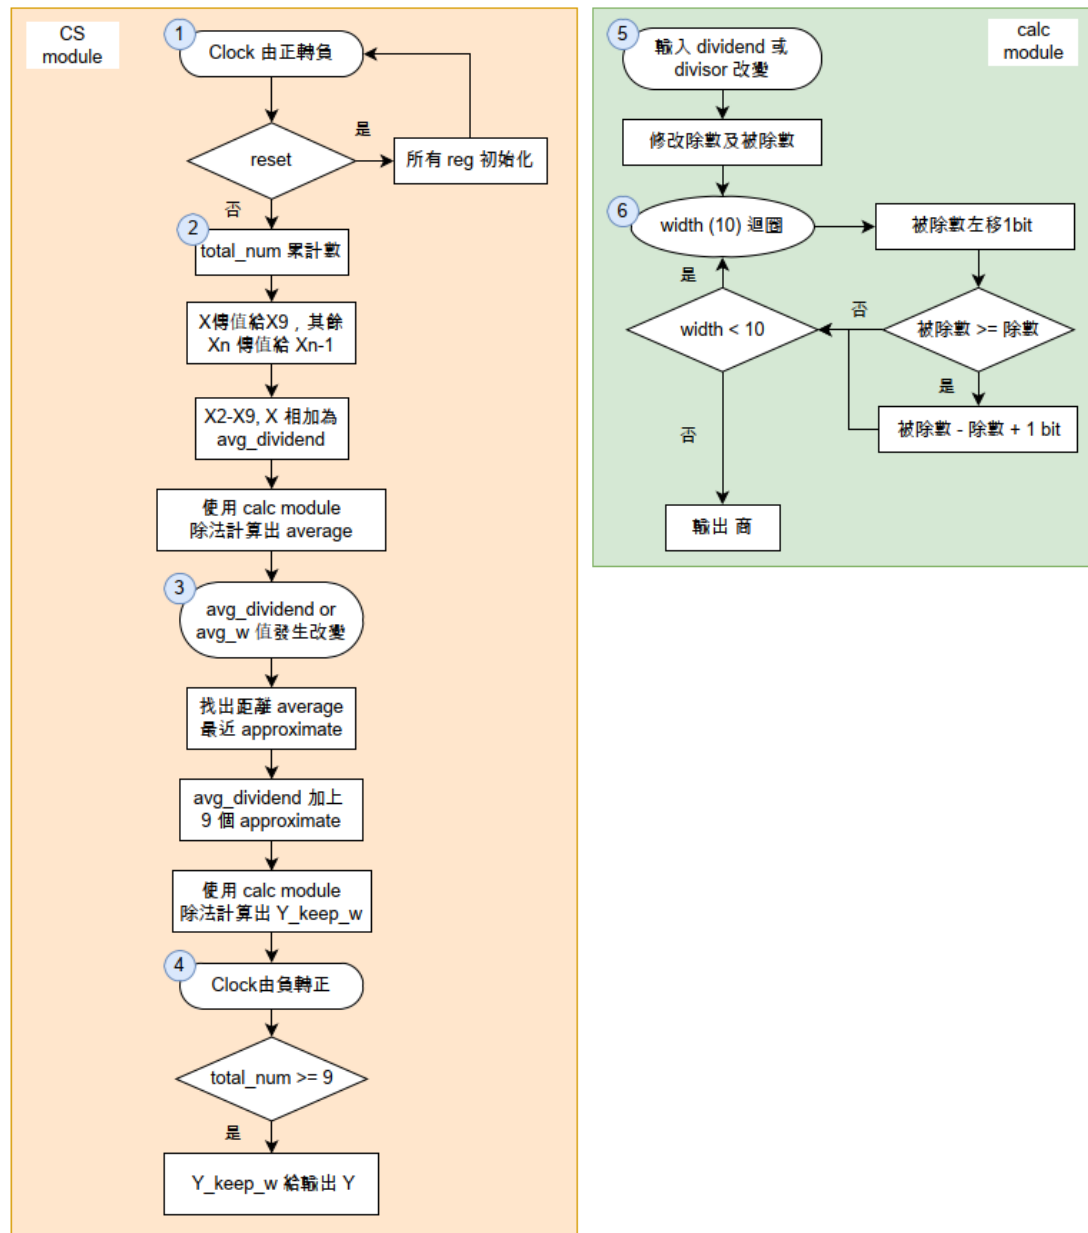 CS
module
1
Clock 由正轉負
reset
是
所有 reg 初始化
否
2
total_num 累計數
X傳值給X9，其餘
Xn 傳值給 Xn-1
X2-X9, X 相加為
avg_dividend
使用 calc module
除法計算出 average
3
avg_dividend or
avg_w 值發生改變
找出距離 average
最近 approximate
avg_dividend 加上
9 個 approximate
使用 calc module
除法計算出 Y_keep_w
4
Clock由負轉正
total_num >= 9
是
Y_keep_w 給輸出 Y
calc
module
5
輸入 dividend 或
divisor 改變
修改除數及被除數
6
width (10) 迴圈
被除數左移1bit
是
否
width < 10
被除數 >= 除數
是
否
被除數 - 除數 + 1 bit
輸出 商